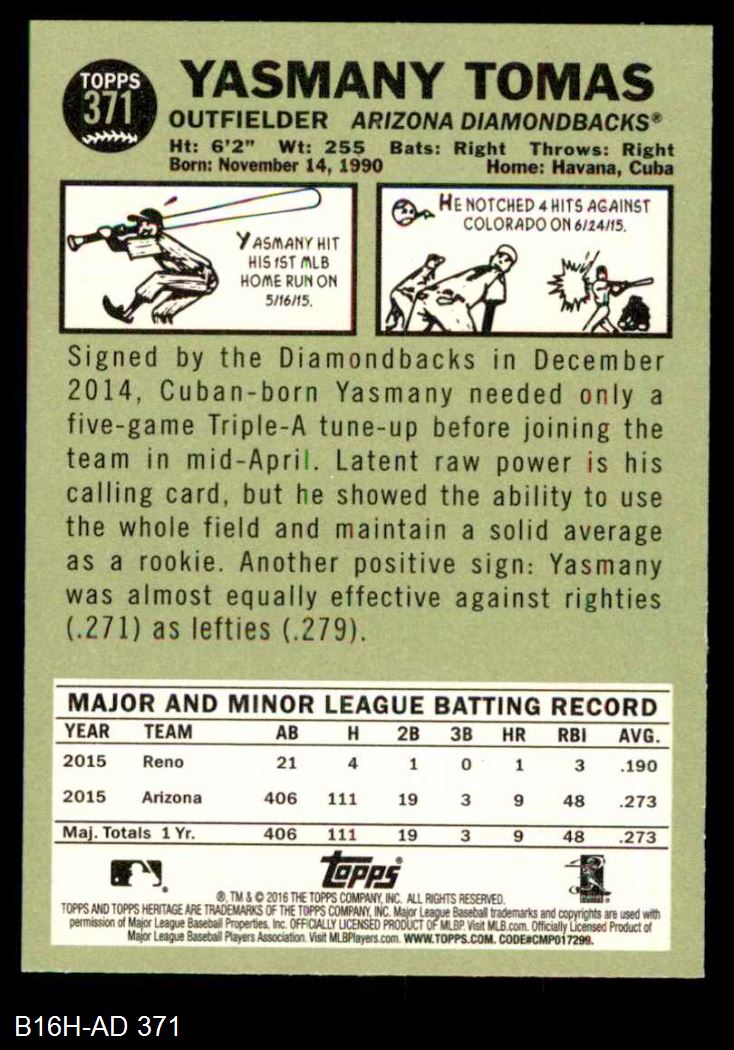 TOPPS
371
YASMANY TOMAS
OUTFIELDER ARIZONA DIAMONDBACKS®
Ht: 6'2" Wt: 255 Bats: Right Throws: Right
Born: November 14, 1990 Home: Havana, Cuba
YASMANY HIT
HIS 1ST MLB
HOME RUN ON
5/16/15.
HE NOTCHED 4 HITS AGAINST
COLORADO ON 6/24/15.
Signed by the Diamondbacks in December
2014, Cuban-born Yasmany needed only a
five-game Triple-A tune-up before joining the
team in mid-April. Latent raw power is his
calling card, but he showed the ability to use
the whole field and maintain a solid average
as a rookie. Another positive sign: Yasmany
was almost equally effective against righties
(.271) as lefties (.279).
MAJOR AND MINOR LEAGUE BATTING RECORD
YEAR TEAM AB H 2B 3B HR RBI AVG.
2015 Reno 21 4 1 0 1 3 .190
2015 Arizona 406 111 19 3 9 48 .273
Maj. Totals 1 Yr. 406 111 19 3 9 48 .273
Topps®
®, TM & © 2016 THE TOPPS COMPANY, INC. ALL RIGHTS RESERVED.
TOPPS AND TOPPS HERITAGE ARE TRADEMARKS OF THE TOPPS COMPANY, INC. Major League Baseball trademarks and copyrights are used with
permission of Major League Baseball Properties, Inc. OFFICIALLY LICENSED PRODUCT OF MLBP. Visit MLB.com. Officially Licensed Product of
Major League Baseball Players Association. Visit MLBPlayers.com. WWW.TOPPS.COM. CODE#CMP017299.
B16H-AD 371